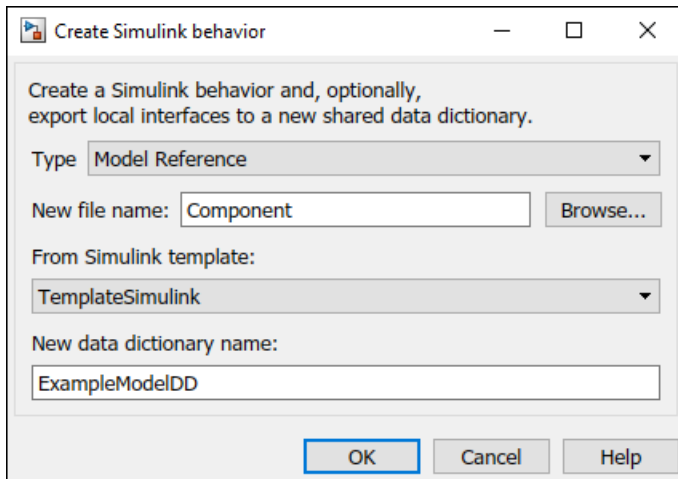 Create Simulink behavior
Create a Simulink behavior and, optionally,
export local interfaces to a new shared data dictionary.
Type Model Reference
New file name: Component Browse...
From Simulink template:
TemplateSimulink
New data dictionary name:
ExampleModelDD
OK Cancel Help